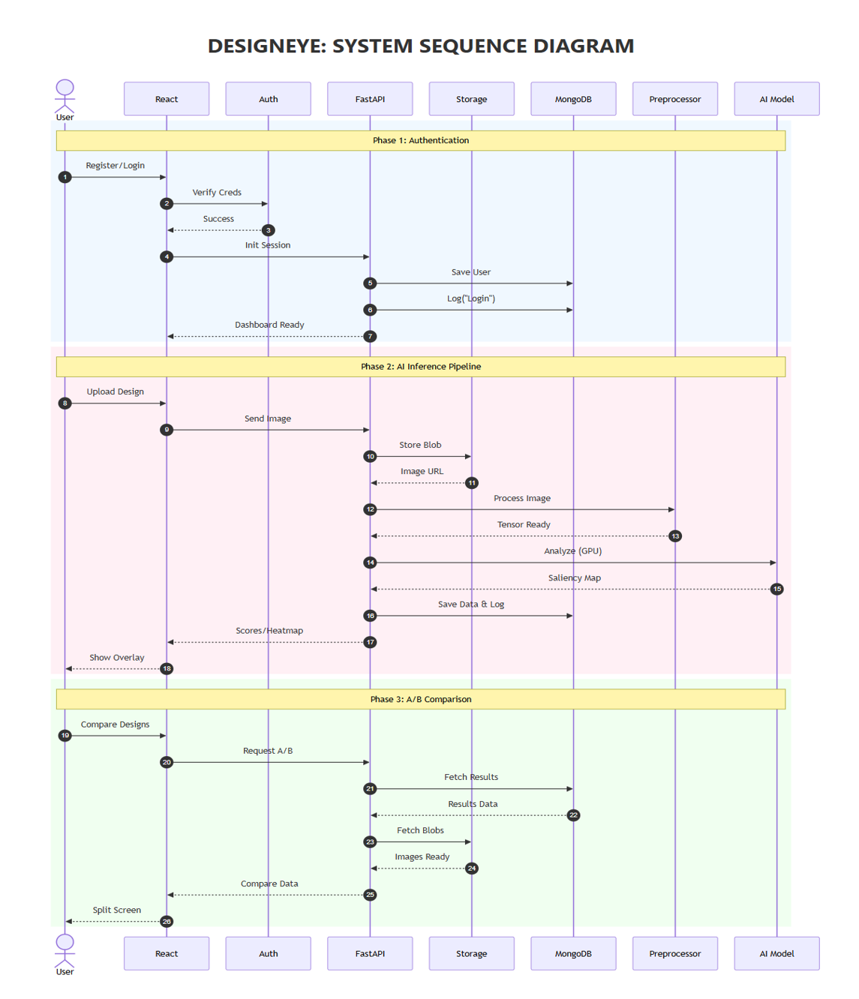 DESIGNEYE: SYSTEM SEQUENCE DIAGRAM
User
React
Auth
FastAPI
Storage
MongoDB
Preprocessor
AI Model
Phase 1: Authentication
Register/Login
1
Verify Creds
2
Success
3
Init Session
4
Save User
5
Log("Login")
6
Dashboard Ready
7
Phase 2: AI Inference Pipeline
Upload Design
8
Send Image
9
Store Blob
10
Image URL
11
Process Image
12
Tensor Ready
13
Analyze (GPU)
14
Saliency Map
15
Save Data & Log
16
Scores/Heatmap
17
Show Overlay
18
Phase 3: A/B Comparison
Compare Designs
19
Request A/B
20
Fetch Results
21
Results Data
22
Fetch Blobs
23
Images Ready
24
Compare Data
25
Split Screen
26
User
React
Auth
FastAPI
Storage
MongoDB
Preprocessor
AI Model